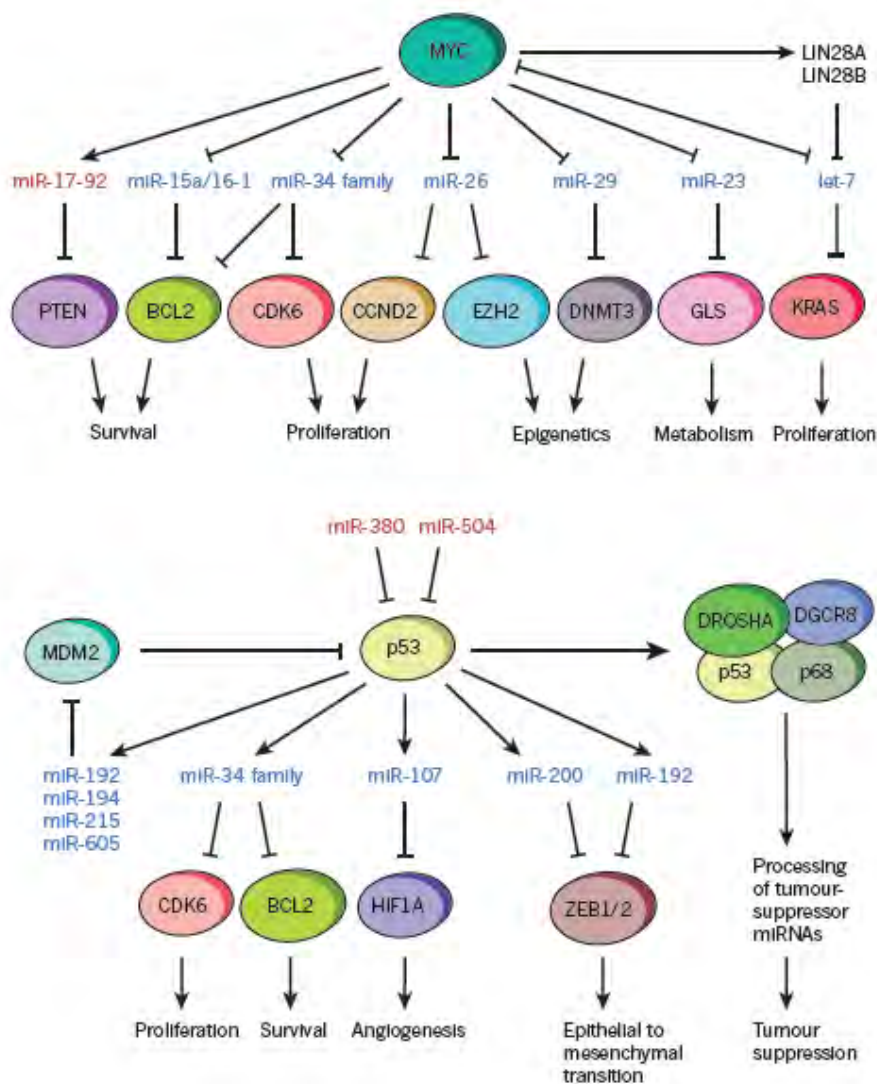 MYC
LIN28A
LIN28B
miR-17-92 miR-15a/16-1 miR-34 family miR-26 miR-29 miR-23 let-7
PTEN BCL2 CDK6 CCND2 EZH2 DNMT3 GLS KRAS
Survival Proliferation Epigenetics Metabolism Proliferation
miR-380 miR-504
MDM2 p53
DROSHA DGCR8
p53 p68
miR-192 miR-34 family miR-107 miR-200 miR-192
miR-194
miR-215
miR-605
CDK6 BCL2 HIF1A ZEB1/2
Processing
of tumour-
suppressor
miRNAs
Proliferation Survival Angiogenesis
Epithelial to
mesenchymal
transition
Tumour
suppression